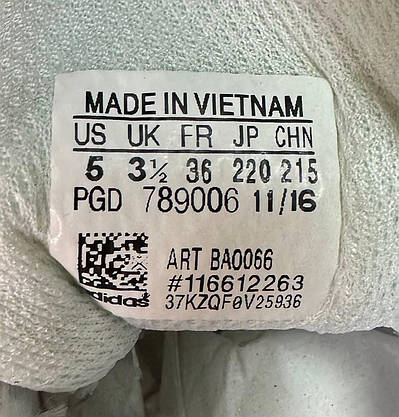 MADE IN VIETNAM
US UK FR JP CHN
5 3½ 36 220 215
PGD 789006 11/16
ART BA0066
#116612263
adidas 37KZQF0V25936